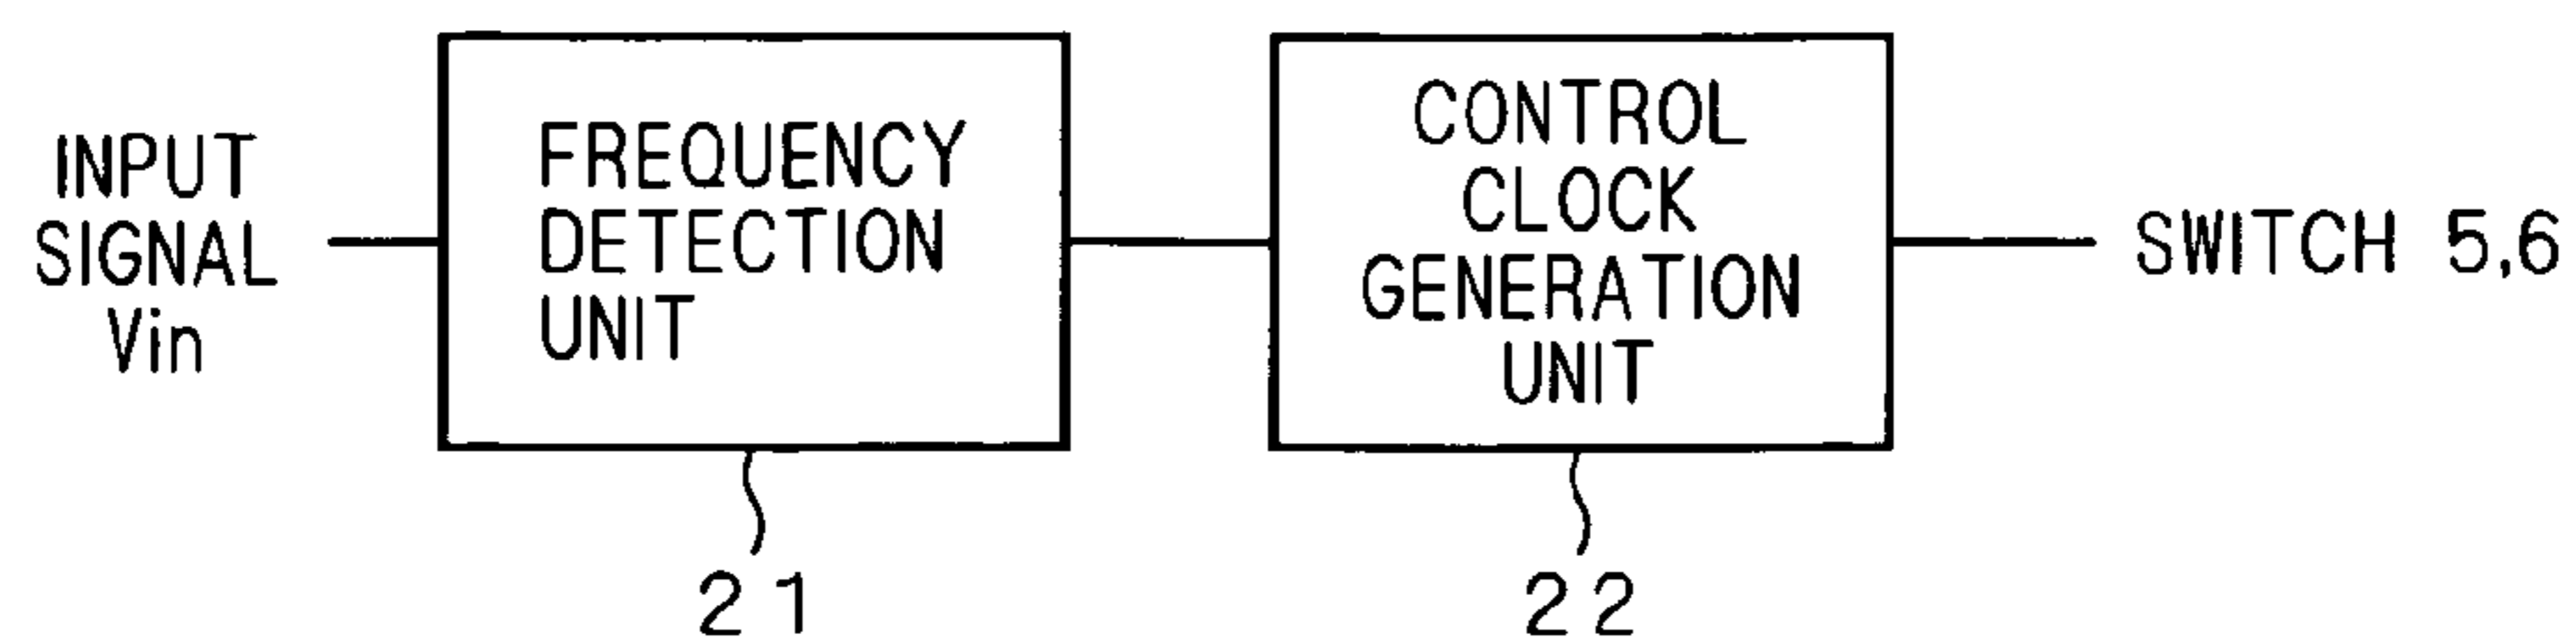 INPUT
SIGNAL
Vin
FREQUENCY
DETECTION
UNIT
CONTROL
CLOCK
GENERATION
UNIT
SWITCH 5,6
21
22